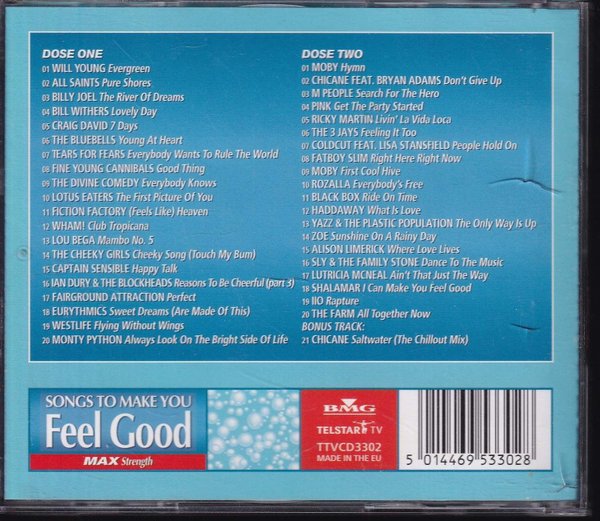 DOSE ONE
01 WILL YOUNG Evergreen
02 ALL SAINTS Pure Shores
03 BILLY JOEL The River Of Dreams
04 BILL WITHERS Lovely Day
05 CRAIG DAVID 7 Days
06 THE BLUEBELLS Young At Heart
07 TEARS FOR FEARS Everybody Wants To Rule The World
08 FINE YOUNG CANNIBALS Good Thing
09 THE DIVINE COMEDY Everybody Knows
10 LOTUS EATERS The First Picture Of You
11 FICTION FACTORY (Feels Like) Heaven
12 WHAM! Club Tropicana
13 LOU BEGA Mambo No. 5
14 THE CHEEKY GIRLS Cheeky Song (Touch My Bum)
15 CAPTAIN SENSIBLE Happy Talk
16 IAN DURY & THE BLOCKHEADS Reasons To Be Cheerful (part 3)
17 FAIRGROUND ATTRACTION Perfect
18 EURYTHMICS Sweet Dreams (Are Made Of This)
19 WESTLIFE Flying Without Wings
20 MONTY PYTHON Always Look On The Bright Side Of Life
DOSE TWO
01 MOBY Hymn
02 CHICANE FEAT. BRYAN ADAMS Don't Give Up
03 M PEOPLE Search For The Hero
04 PINK Get The Party Started
05 RICKY MARTIN Livin' La Vida Loca
06 THE 3 JAYS Feeling It Too
07 COLDCUT FEAT. LISA STANSFIELD People Hold On
08 FATBOY SLIM Right Here Right Now
09 MOBY First Cool Hive
10 ROZALLA Everybody's Free
11 BLACK BOX Ride On Time
12 HADDAWAY What Is Love
13 YAZZ & THE PLASTIC POPULATION The Only Way Is Up
14 ZOE Sunshine On A Rainy Day
15 ALISON LIMERICK Where Love Lives
16 SLY & THE FAMILY STONE Dance To The Music
17 LUTRICIA MCNEAL Ain't That Just The Way
18 SHALAMAR I Can Make You Feel Good
19 IIO Rapture
20 THE FARM All Together Now
BONUS TRACK:
21 CHICANE Saltwater (The Chillout Mix)
SONGS TO MAKE YOU
Feel Good
MAX Strength
BMG
TELSTAR TV
TTVCD3302
MADE IN THE EU
5 014469 533028